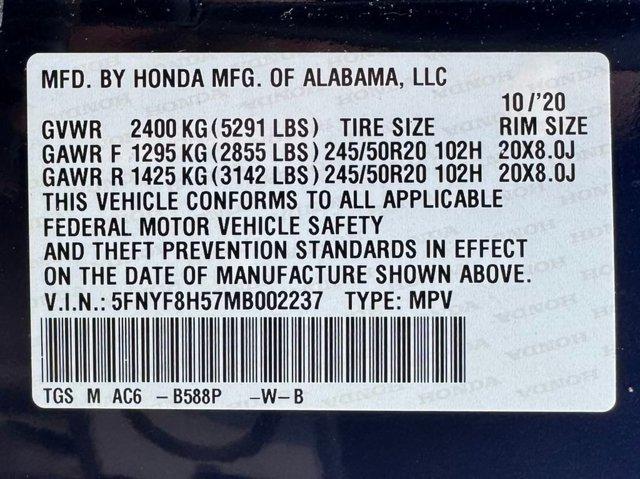 MFD. BY HONDA MFG. OF ALABAMA, LLC
10/'20
GVWR 2400 KG (5291 LBS) TIRE SIZE RIM SIZE
GAWR F 1295 KG (2855 LBS) 245/50R20 102H 20X8.0J
GAWR R 1425 KG (3142 LBS) 245/50R20 102H 20X8.0J
THIS VEHICLE CONFORMS TO ALL APPLICABLE
FEDERAL MOTOR VEHICLE SAFETY
AND THEFT PREVENTION STANDARDS IN EFFECT
ON THE DATE OF MANUFACTURE SHOWN ABOVE.
V.I.N.: 5FNYF8H57MB002237 TYPE: MPV
TGS M AC6 -B588P -W-B